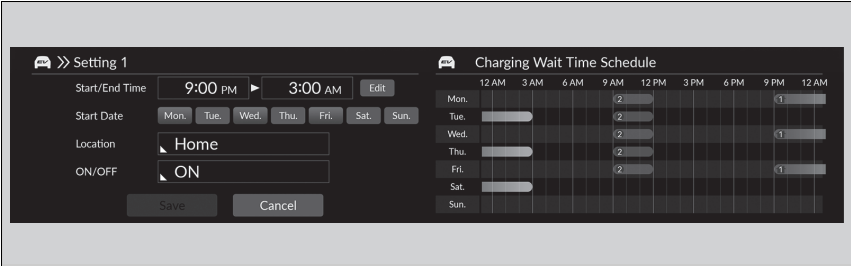 EV Setting 1
Start/End Time 9:00 PM ► 3:00 AM Edit
Start Date Mon. Tue. Wed. Thu. Fri. Sat. Sun.
Location Home
ON/OFF ON
Save Cancel
EV Charging Wait Time Schedule
12 AM 3 AM 6 AM 9 AM 12 PM 3 PM 6 PM 9 PM 12 AM
Mon. 2 1
Tue. 2
Wed. 2 1
Thu. 2
Fri. 2 1
Sat.
Sun.